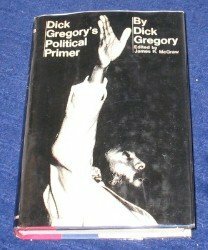 Dick
Gregory's
Political
Primer
By
Dick
Gregory
Edited by
James R. McGraw